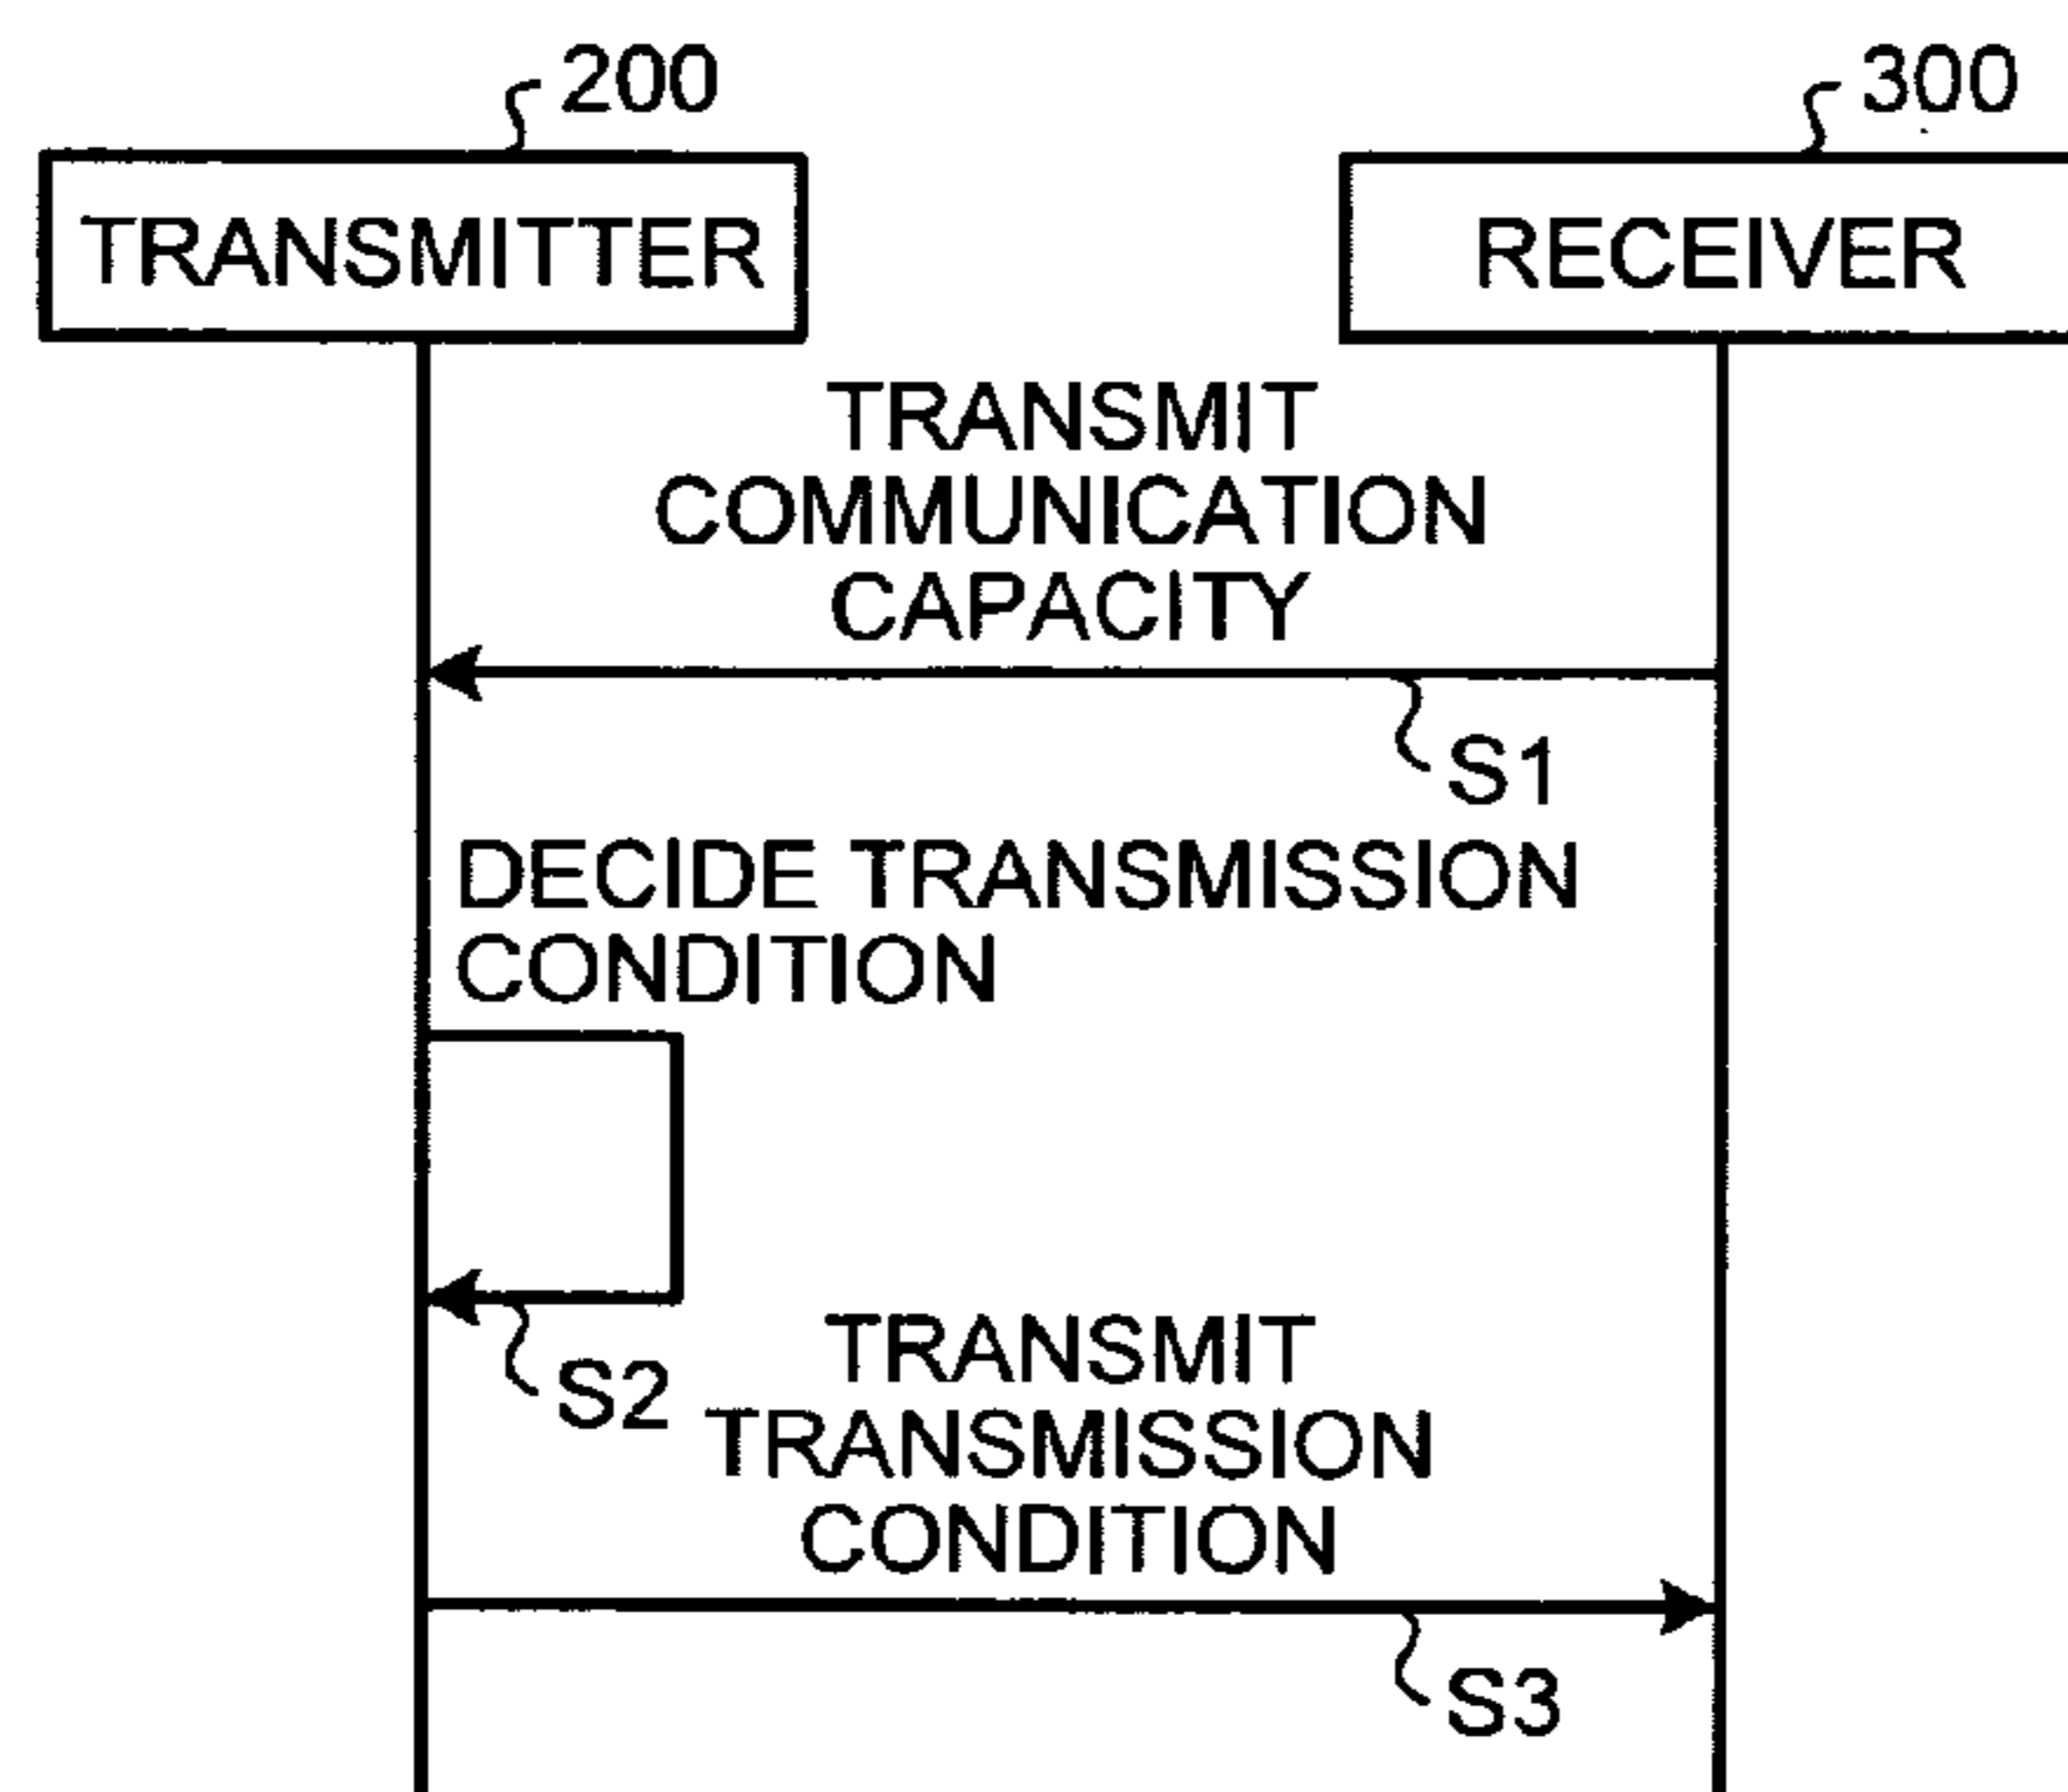 200
300
TRANSMITTER
RECEIVER
TRANSMIT
COMMUNICATION
CAPACITY
S1
DECIDE TRANSMISSION
CONDITION
S2
TRANSMIT
TRANSMISSION
CONDITION
S3